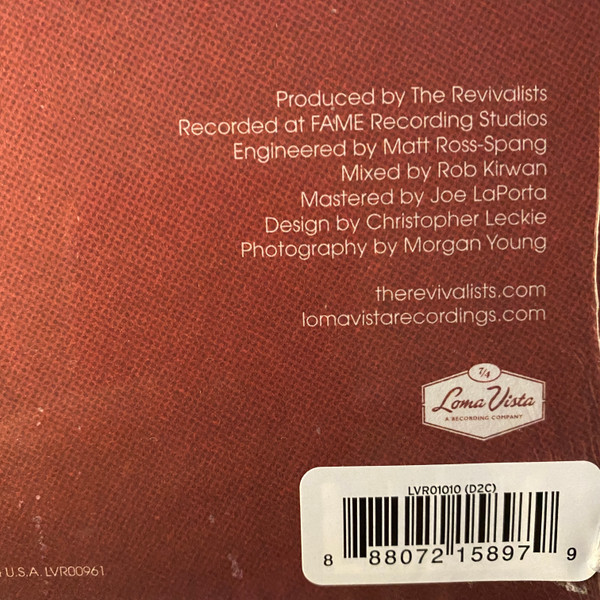 Produced by The Revivalists
Recorded at FAME Recording Studios
Engineered by Matt Ross-Spang
Mixed by Rob Kirwan
Mastered by Joe LaPorta
Design by Christopher Leckie
Photography by Morgan Young
therevivalists.com
lomavistarecordings.com
7/4
Loma Vista
A RECORDING COMPANY
LVR01010 (D2C)
8 88072 15897 9
U.S.A. LVR00961